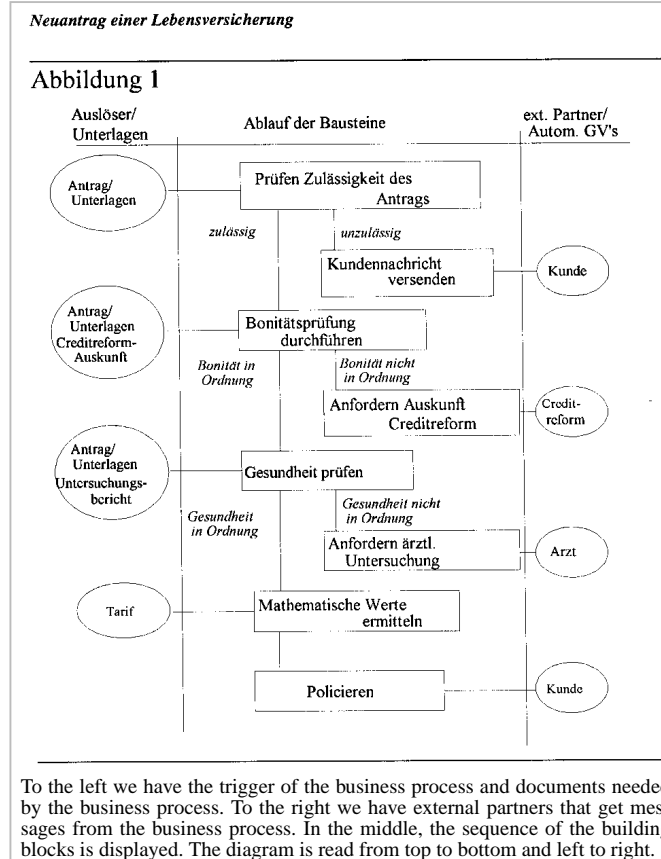 Neuantrag einer Lebensversicherung
Abbildung 1
Auslöser/
Unterlagen
Ablauf der Bausteine
ext. Partner/
Autom. GV's
Antrag/
Unterlagen
Prüfen Zulässigkeit des
Antrags
zulässig
unzulässig
Kundennachricht
versenden
Kunde
Antrag/
Unterlagen
Creditreform-
Auskunft
Bonitätsprüfung
durchführen
Bonität in
Ordnung
Bonität nicht
in Ordnung
Anfordern Auskunft
Creditreform
Credit-
reform
Antrag/
Unterlagen
Untersuchungs-
bericht
Gesundheit prüfen
Gesundheit
in Ordnung
Gesundheit nicht
in Ordnung
Anfordern ärztl.
Untersuchung
Arzt
Tarif
Mathematische Werte
ermitteln
Policieren
Kunde
To the left we have the trigger of the business process and documents needed
by the business process. To the right we have external partners that get mes-
sages from the business process. In the middle, the sequence of the building
blocks is displayed. The diagram is read from top to bottom and left to right.